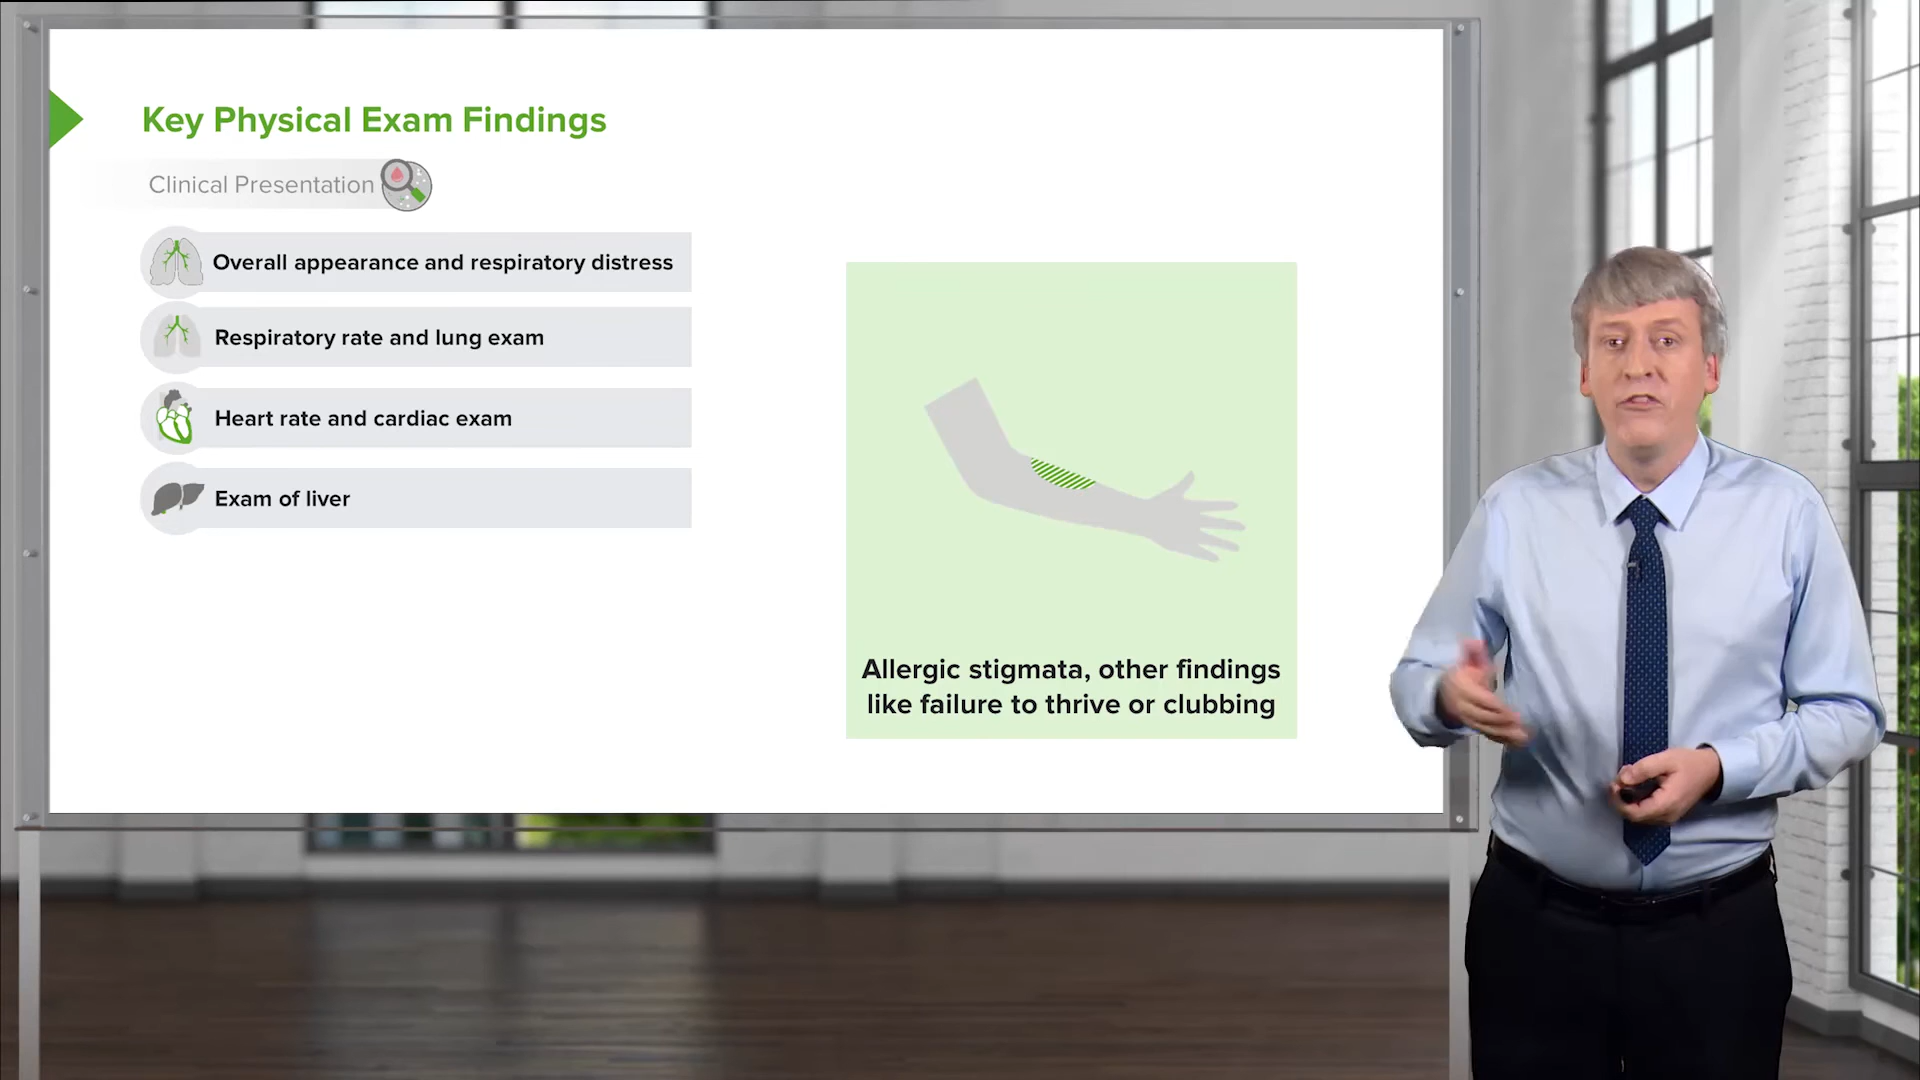 Key Physical Exam Findings
Clinical Presentation
Overall appearance and respiratory distress
Respiratory rate and lung exam
Heart rate and cardiac exam
Exam of liver
Allergic stigmata, other findings
like failure to thrive or clubbing